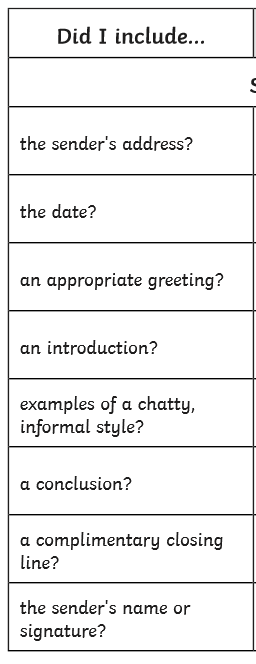 Did I include...
the sender's address?
the date?
an appropriate greeting?
an introduction?
examples of a chatty,
informal style?
a conclusion?
a complimentary closing
line?
the sender's name or
signature?